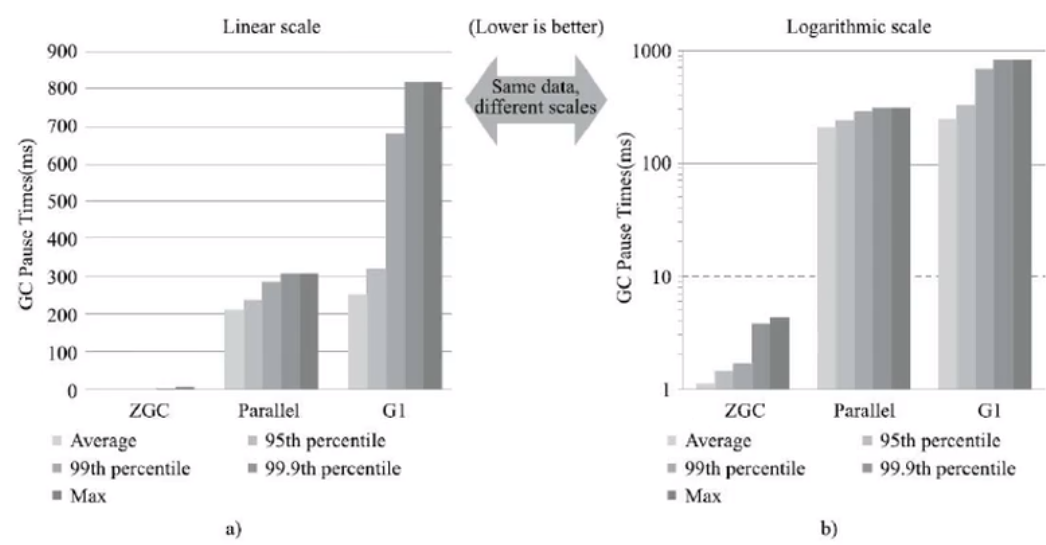 Linear scale
(Lower is better)
Logarithmic scale
Same data,
different scales
GC Pause Times(ms)
900
800
700
600
500
400
300
200
100
0
ZGC
Parallel
G1
Average
95th percentile
99th percentile
99.9th percentile
Max
a)
GC Pause Times(ms)
1000
100
10
1
ZGC
Parallel
G1
Average
95th percentile
99th percentile
99.9th percentile
Max
b)